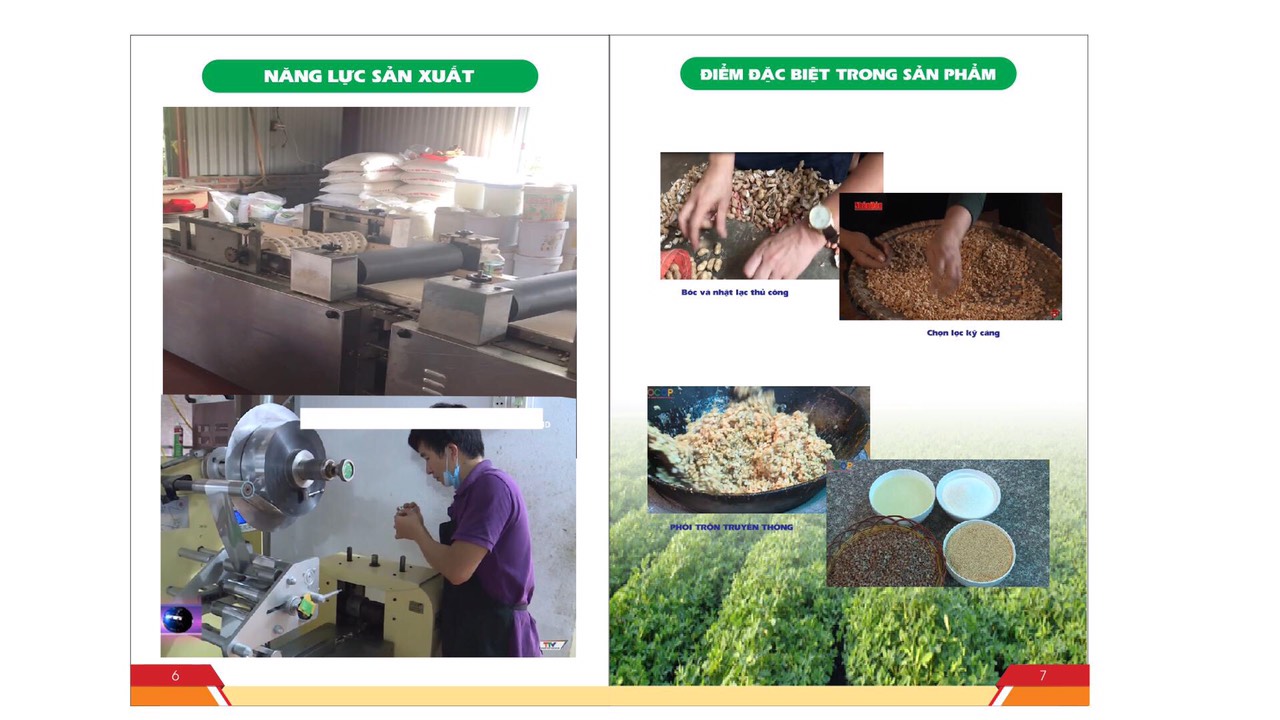 NĂNG LỰC SẢN XUẤT
6
ĐIỂM ĐẶC BIỆT TRONG SẢN PHẨM
Bóc và nhặt lạc thủ công
Chọn lọc kỹ càng
PHỐI TRỘN TRUYỀN THỐNG
7